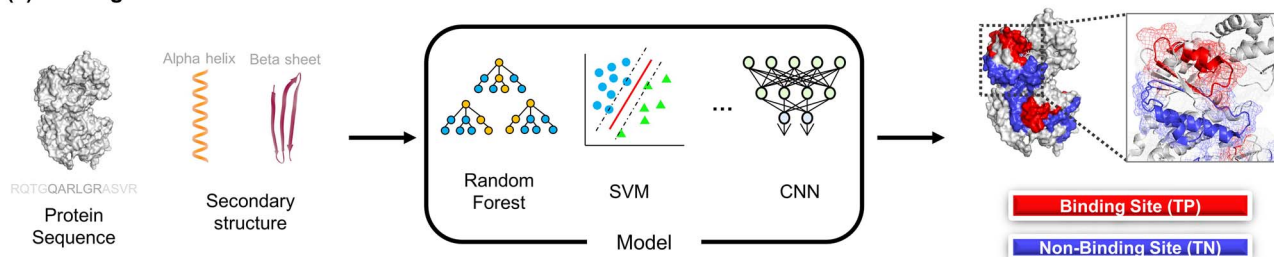 Alpha helix
Beta sheet
RQTGQARLGRASVR
Protein
Sequence
Secondary
structure
Random
Forest
SVM
...
CNN
Model
Binding Site (TP)
Non-Binding Site (TN)